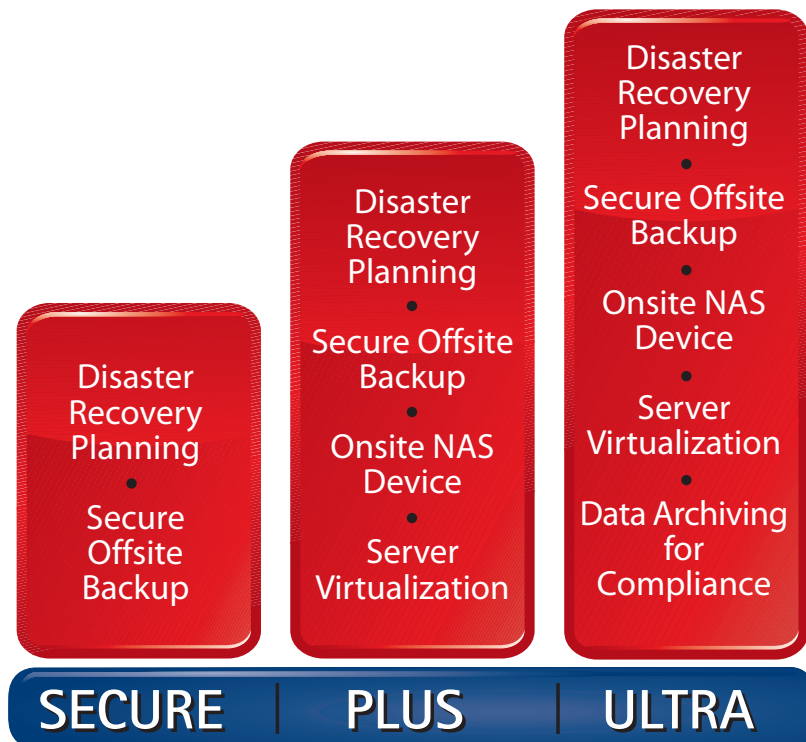 Disaster
Recovery
Planning
•
Secure
Offsite
Backup
Disaster
Recovery
Planning
•
Secure Offsite
Backup
•
Onsite NAS
Device
•
Server
Virtualization
Disaster
Recovery
Planning
•
Secure Offsite
Backup
•
Onsite NAS
Device
•
Server
Virtualization
•
Data Archiving
for
Compliance
SECURE | PLUS | ULTRA